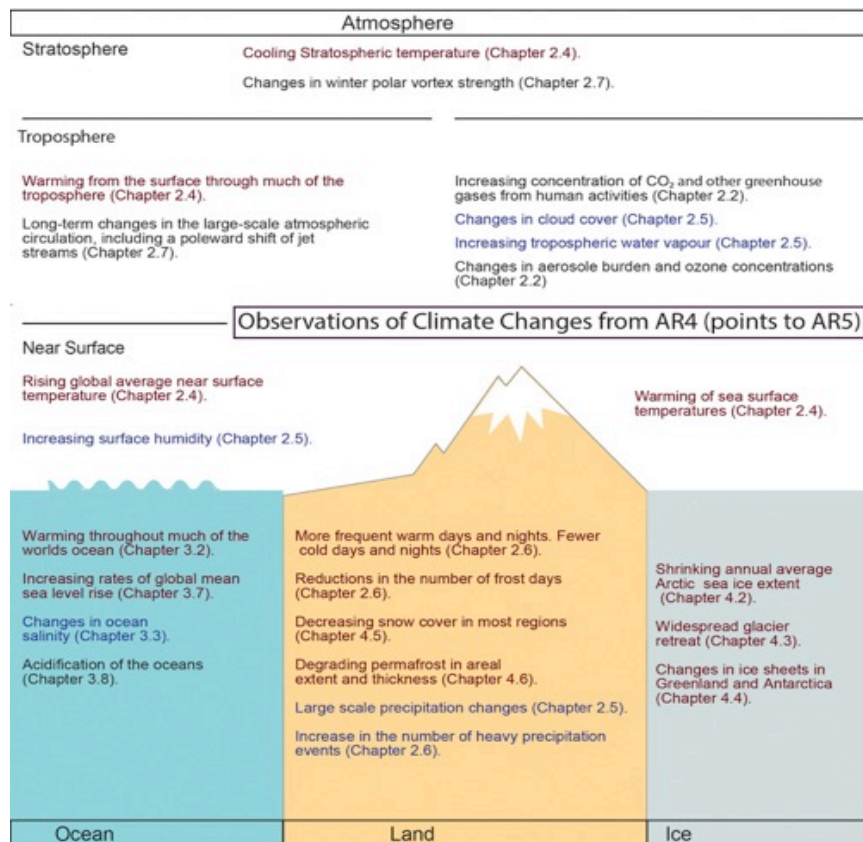 Atmosphere
Stratosphere
Cooling Stratospheric temperature (Chapter 2.4).
Changes in winter polar vortex strength (Chapter 2.7).
Troposphere
Warming from the surface through much of the
troposphere (Chapter 2.4).
Long-term changes in the large-scale atmospheric
circulation, including a poleward shift of jet
streams (Chapter 2.7).
Increasing concentration of CO₂ and other greenhouse
gases from human activities (Chapter 2.2).
Changes in cloud cover (Chapter 2.5).
Increasing tropospheric water vapour (Chapter 2.5).
Changes in aerosole burden and ozone concentrations
(Chapter 2.2)
Observations of Climate Changes from AR4 (points to AR5)
Near Surface
Rising global average near surface
temperature (Chapter 2.4).
Increasing surface humidity (Chapter 2.5).
Warming of sea surface
temperatures (Chapter 2.4).
Warming throughout much of the
worlds ocean (Chapter 3.2).
Increasing rates of global mean
sea level rise (Chapter 3.7).
Changes in ocean
salinity (Chapter 3.3).
Acidification of the oceans
(Chapter 3.8).
More frequent warm days and nights. Fewer
cold days and nights (Chapter 2.6).
Reductions in the number of frost days
(Chapter 2.6).
Decreasing snow cover in most regions
(Chapter 4.5).
Degrading permafrost in areal
extent and thickness (Chapter 4.6).
Large scale precipitation changes (Chapter 2.5).
Increase in the number of heavy precipitation
events (Chapter 2.6).
Shrinking annual average
Arctic sea ice extent
(Chapter 4.2).
Widespread glacier
retreat (Chapter 4.3).
Changes in ice sheets in
Greenland and Antarctica
(Chapter 4.4).
Ocean
Land
Ice